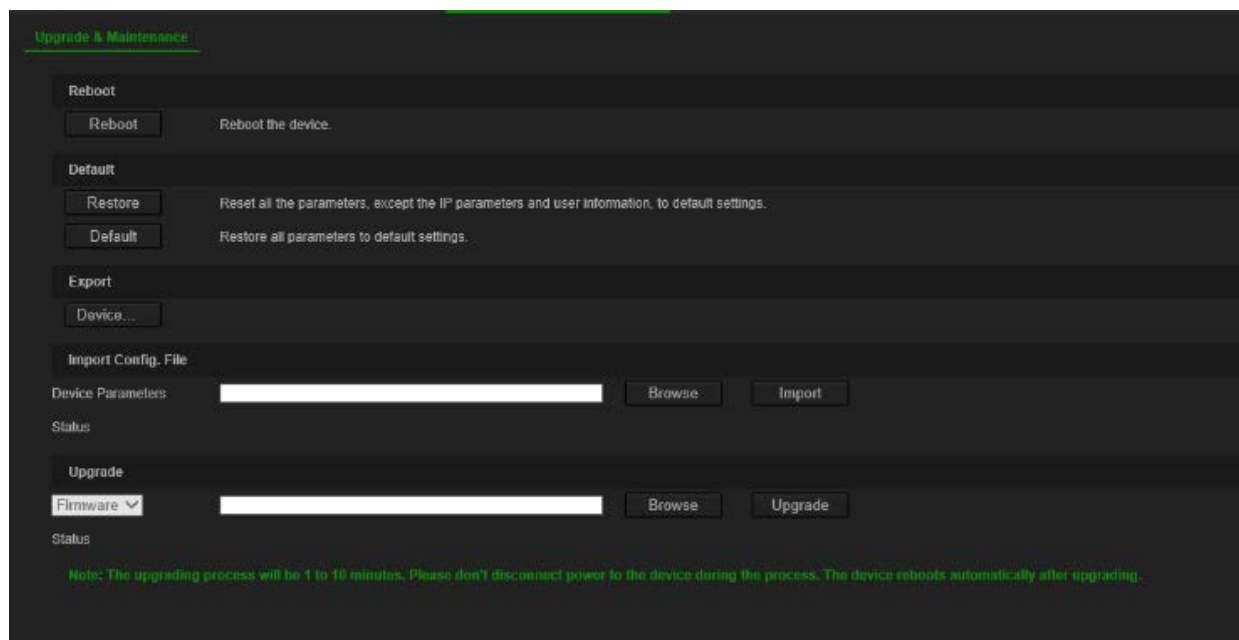 Upgrade & Maintenance
Reboot
Reboot Reboot the device.
Default
Restore Reset all the parameters, except the IP parameters and user information, to default settings.
Default Restore all parameters to default settings.
Export
Device...
Import Config. File
Device Parameters Browse Import
Status
Upgrade
Firmware Browse Upgrade
Status
Note: The upgrading process will be 1 to 10 minutes. Please don't disconnect power to the device during the process. The device reboots automatically after upgrading.